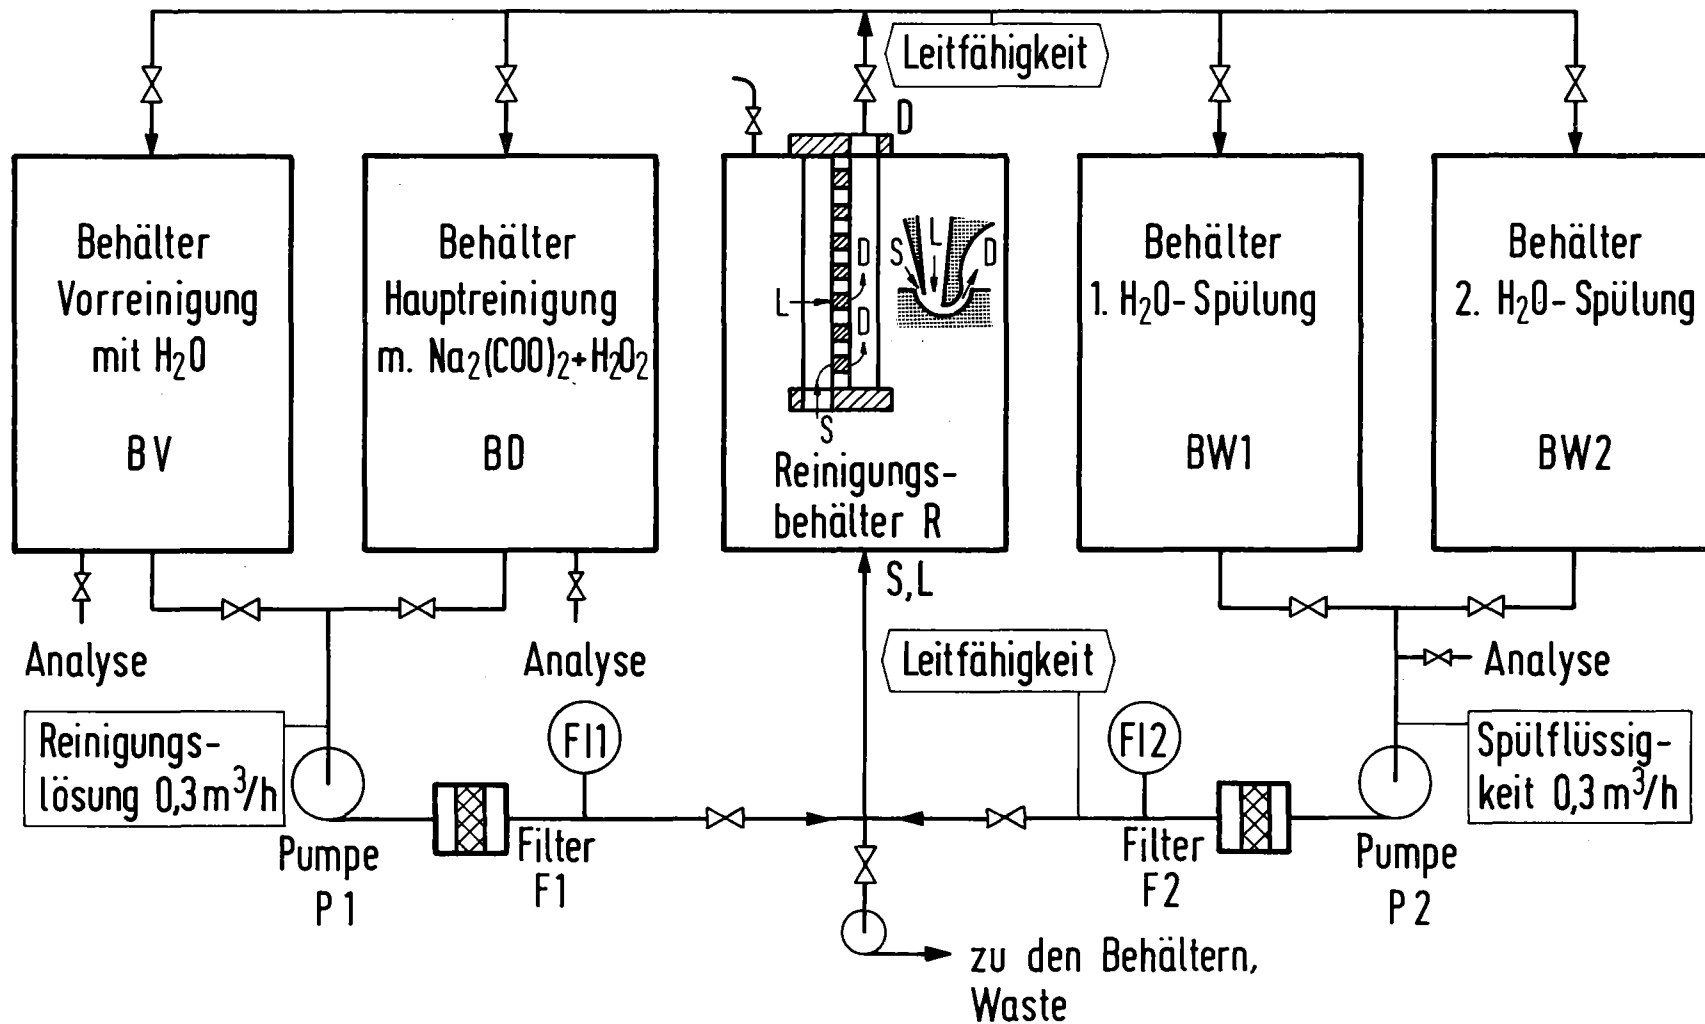 Leitfähigkeit
D
Behälter
Vorreinigung
mit H₂O
BV
Behälter
Hauptreinigung
m. Na₂(COO)₂+H₂O₂
BD
L
D
D
S
S
L
D
Reinigungs-
behälter R
Behälter
1. H₂O-Spülung
BW1
Behälter
2. H₂O-Spülung
BW2
S,L
Analyse
Analyse
Leitfähigkeit
Analyse
Reinigungs-
lösung 0,3 m³/h
FI1
FI2
Spülflüssig-
keit 0,3 m³/h
Pumpe
P1
Filter
F1
Filter
F2
Pumpe
P2
zu den Behältern,
Waste